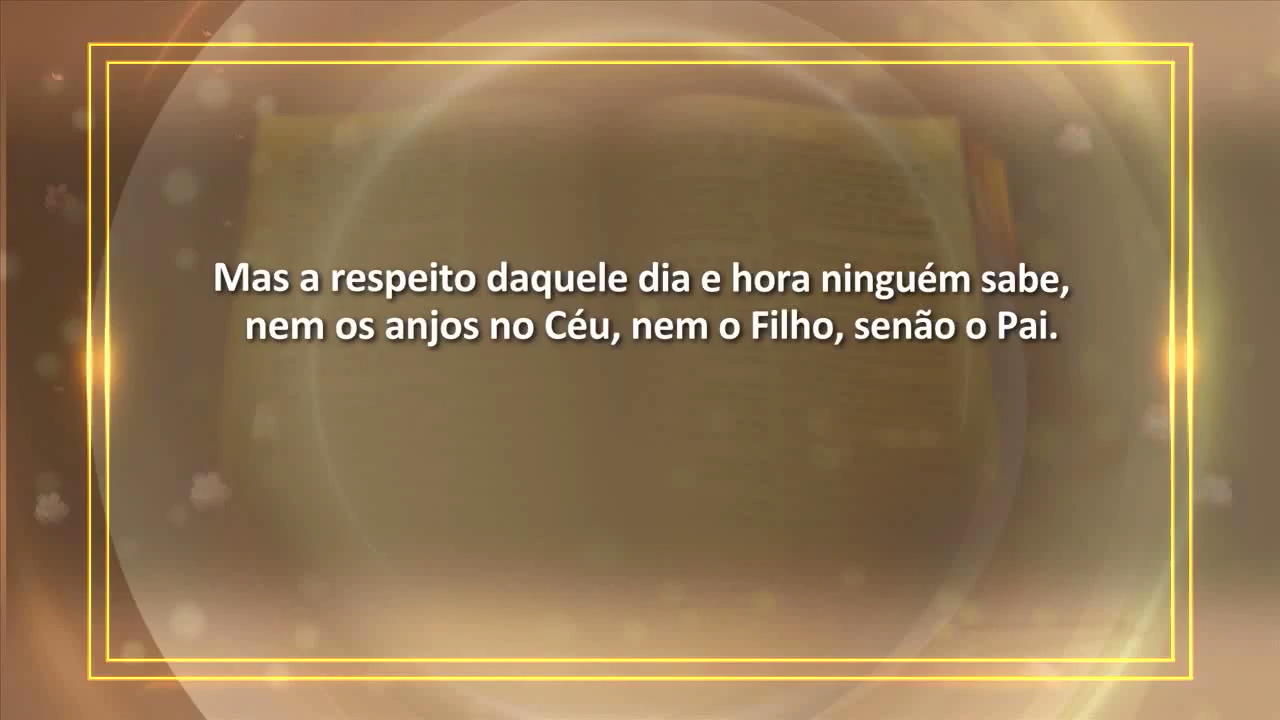 Mas a respeito daquele dia e hora ninguém sabe,
nem os anjos no Céu, nem o Filho, senão o Pai.